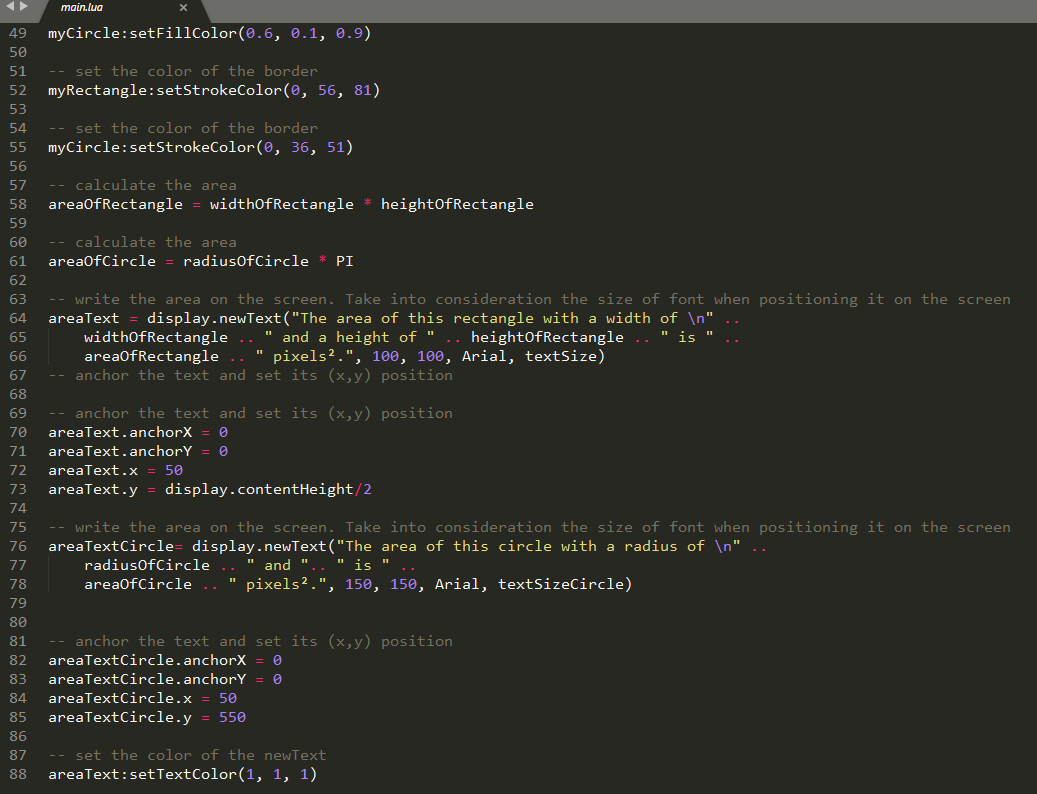 main.lua ×
49 myCircle:setFillColor(0.6, 0.1, 0.9)
50
51 -- set the color of the border
52 myRectangle:setStrokeColor(0, 56, 81)
53
54 -- set the color of the border
55 myCircle:setStrokeColor(0, 36, 51)
56
57 -- calculate the area
58 areaOfRectangle = widthOfRectangle * heightOfRectangle
59
60 -- calculate the area
61 areaOfCircle = radiusOfCircle * PI
62
63 -- write the area on the screen. Take into consideration the size of font when positioning it on the screen
64 areaText = display.newText("The area of this rectangle with a width of \n" ..
65 widthOfRectangle .. " and a height of " .. heightOfRectangle .. " is " ..
66 areaOfRectangle .. " pixels².", 100, 100, Arial, textSize)
67 -- anchor the text and set its (x,y) position
68
69 -- anchor the text and set its (x,y) position
70 areaText.anchorX = 0
71 areaText.anchorY = 0
72 areaText.x = 50
73 areaText.y = display.contentHeight/2
74
75 -- write the area on the screen. Take into consideration the size of font when positioning it on the screen
76 areaTextCircle= display.newText("The area of this circle with a radius of \n" ..
77 radiusOfCircle .. " and ".. " is " ..
78 areaOfCircle .. " pixels².", 150, 150, Arial, textSizeCircle)
79
80
81 -- anchor the text and set its (x,y) position
82 areaTextCircle.anchorX = 0
83 areaTextCircle.anchorY = 0
84 areaTextCircle.x = 50
85 areaTextCircle.y = 550
86
87 -- set the color of the newText
88 areaText:setTextColor(1, 1, 1)